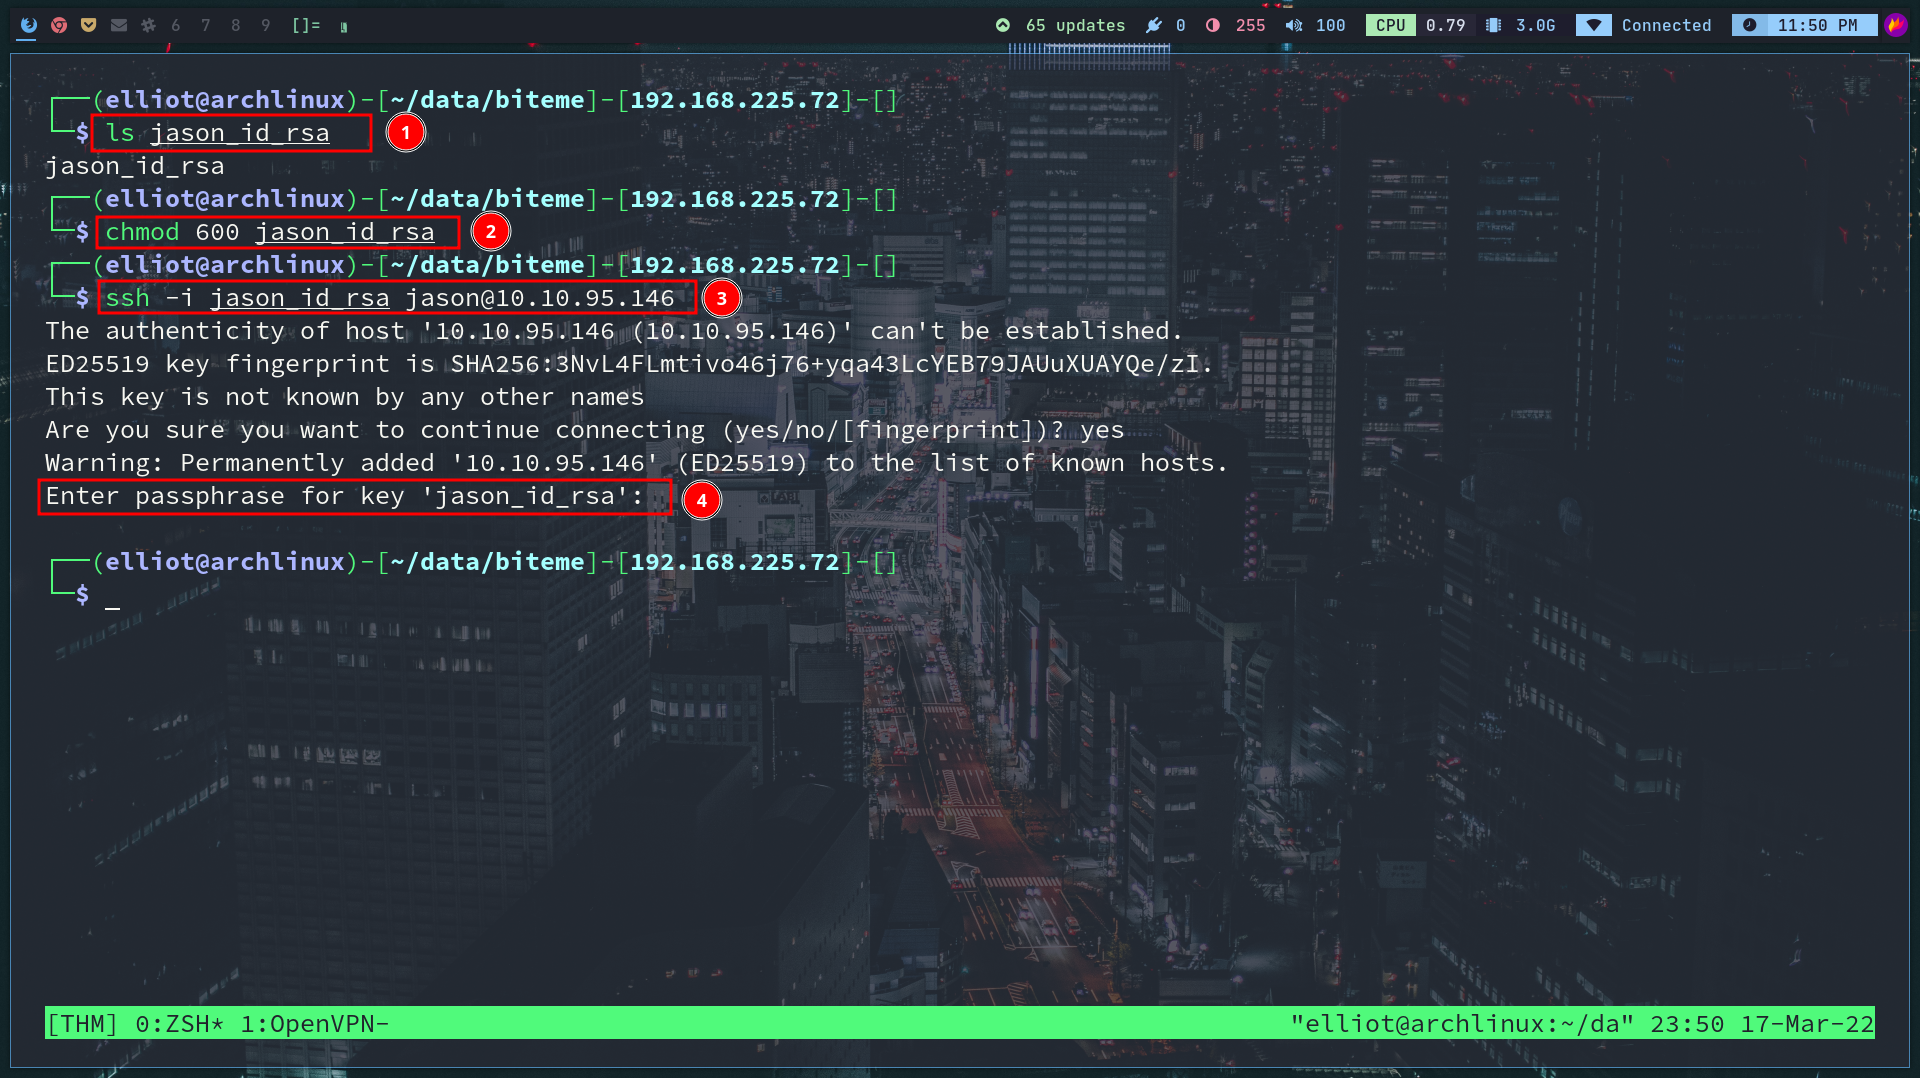 6 7 8 9 []= 65 updates 0 255 100 CPU 0.79 3.0G Connected 11:50 PM
(elliot@archlinux)-[~/data/biteme]-[192.168.225.72]-[]
$ ls jason_id_rsa 1
jason_id_rsa
(elliot@archlinux)-[~/data/biteme]-[192.168.225.72]-[]
$ chmod 600 jason_id_rsa 2
(elliot@archlinux)-[~/data/biteme]-[192.168.225.72]-[]
$ ssh -i jason_id_rsa jason@10.10.95.146 3
The authenticity of host '10.10.95.146 (10.10.95.146)' can't be established.
ED25519 key fingerprint is SHA256:3NvL4FLmtivo46j76+yqa43LcYEB79JAUuXUAYQe/zI.
This key is not known by any other names
Are you sure you want to continue connecting (yes/no/[fingerprint])? yes
Warning: Permanently added '10.10.95.146' (ED25519) to the list of known hosts.
Enter passphrase for key 'jason_id_rsa': 4
(elliot@archlinux)-[~/data/biteme]-[192.168.225.72]-[]
$ _
[THM] 0:ZSH* 1:OpenVPN- "elliot@archlinux:~/da" 23:50 17-Mar-22